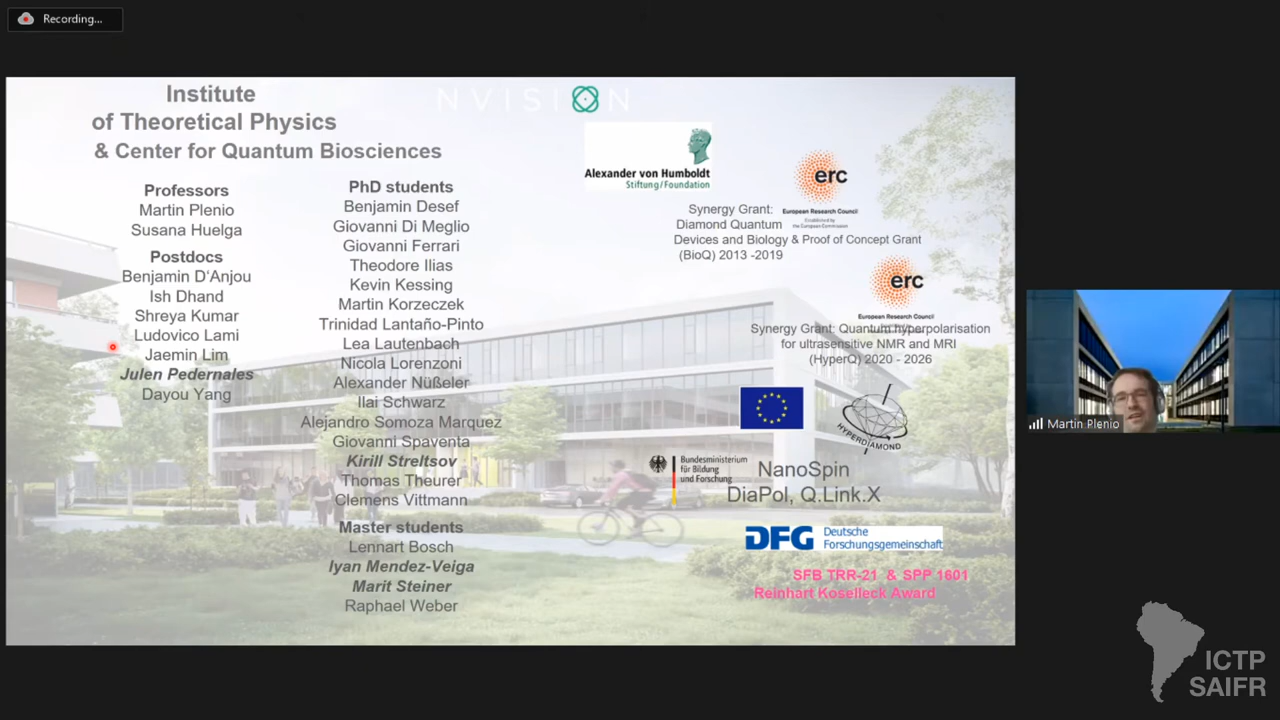 Recording...
Institute
of Theoretical Physics
& Center for Quantum Biosciences
Professors
Martin Plenio
Susana Huelga
Postdocs
Benjamin D'Anjou
Ish Dhand
Shreya Kumar
Ludovico Lami
Jaemin Lim
Julen Pedernales
Dayou Yang
PhD students
Benjamin Desef
Giovanni Di Meglio
Giovanni Ferrari
Theodore Ilias
Kevin Kessing
Martin Korzeczek
Trinidad Lantaño-Pinto
Lea Lautenbach
Nicola Lorenzoni
Alexander Nüßeler
Ilai Schwarz
Alejandro Somoza Marquez
Giovanni Spaventa
Kirill Streltsov
Thomas Theurer
Clemens Vittmann
Master students
Lennart Bosch
Iyan Mendez-Veiga
Marit Steiner
Raphael Weber
NVISION
Alexander von Humboldt
Stiftung/Foundation
erc
European Research Council
Established by
the European Commission
Synergy Grant:
Diamond Quantum
Devices and Biology & Proof of Concept Grant
(BioQ) 2013 -2019
erc
European Research Council
Synergy Grant: Quantum hyperpolarisation
for ultrasensitive NMR and MRI
(HyperQ) 2020 - 2026
HYPERDIAMOND
Bundesministerium
für Bildung
und Forschung
NanoSpin
DiaPol, Q.Link.X
DFG Deutsche
Forschungsgemeinschaft
SFB TRR-21 & SPP 1601
Reinhart Koselleck Award
Martin Plenio
ICTP
SAIFR